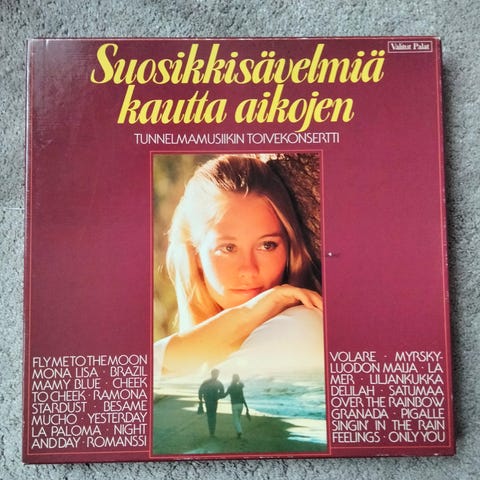 Valitut Palat
Suosikkisävelmiä
kautta aikojen
TUNNELMAMUSIIKIN TOIVEKONSERTTI
FLY ME TO THE MOON
MONA LISA · BRAZIL
MAMY BLUE · CHEEK
TO CHEEK · RAMONA
STARDUST · BESAME
MUCHO · YESTERDAY
LA PALOMA · NIGHT
AND DAY · ROMANSSI
VOLARE · MYRSKY-
LUODON MAIJA · LA
MER · LILJANKUKKA
DELILAH · SATUMAA
OVER THE RAINBOW
GRANADA · PIGALLE
SINGIN' IN THE RAIN
FEELINGS · ONLY YOU